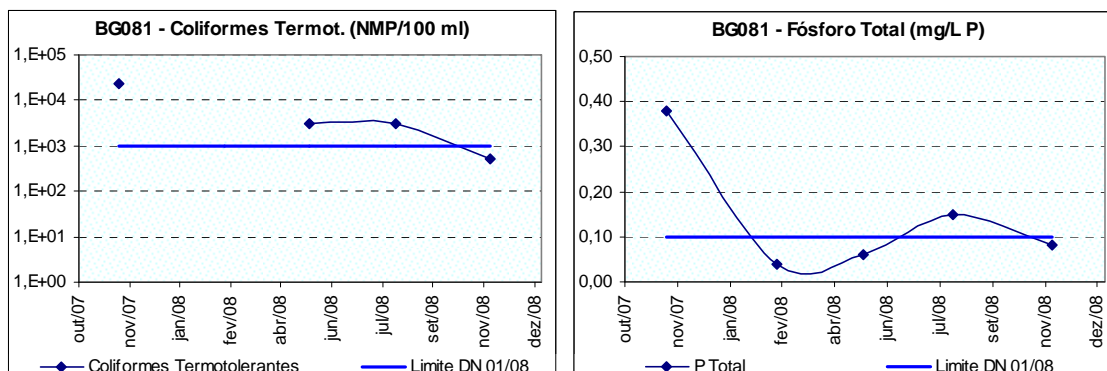 BG081 - Coliformes Termot. (NMP/100 ml)
1,E+05
1,E+04
1,E+03
1,E+02
1,E+01
1,E+00
out/07
nov/07
jan/08
fev/08
abr/08
jun/08
jul/08
set/08
nov/08
dez/08
Coliformes Termotolerantes
Limite DN 01/08
BG081 - Fósforo Total (mg/L P)
0,50
0,40
0,30
0,20
0,10
0,00
out/07
nov/07
jan/08
fev/08
abr/08
jun/08
jul/08
set/08
nov/08
dez/08
P Total
Limite DN 01/08